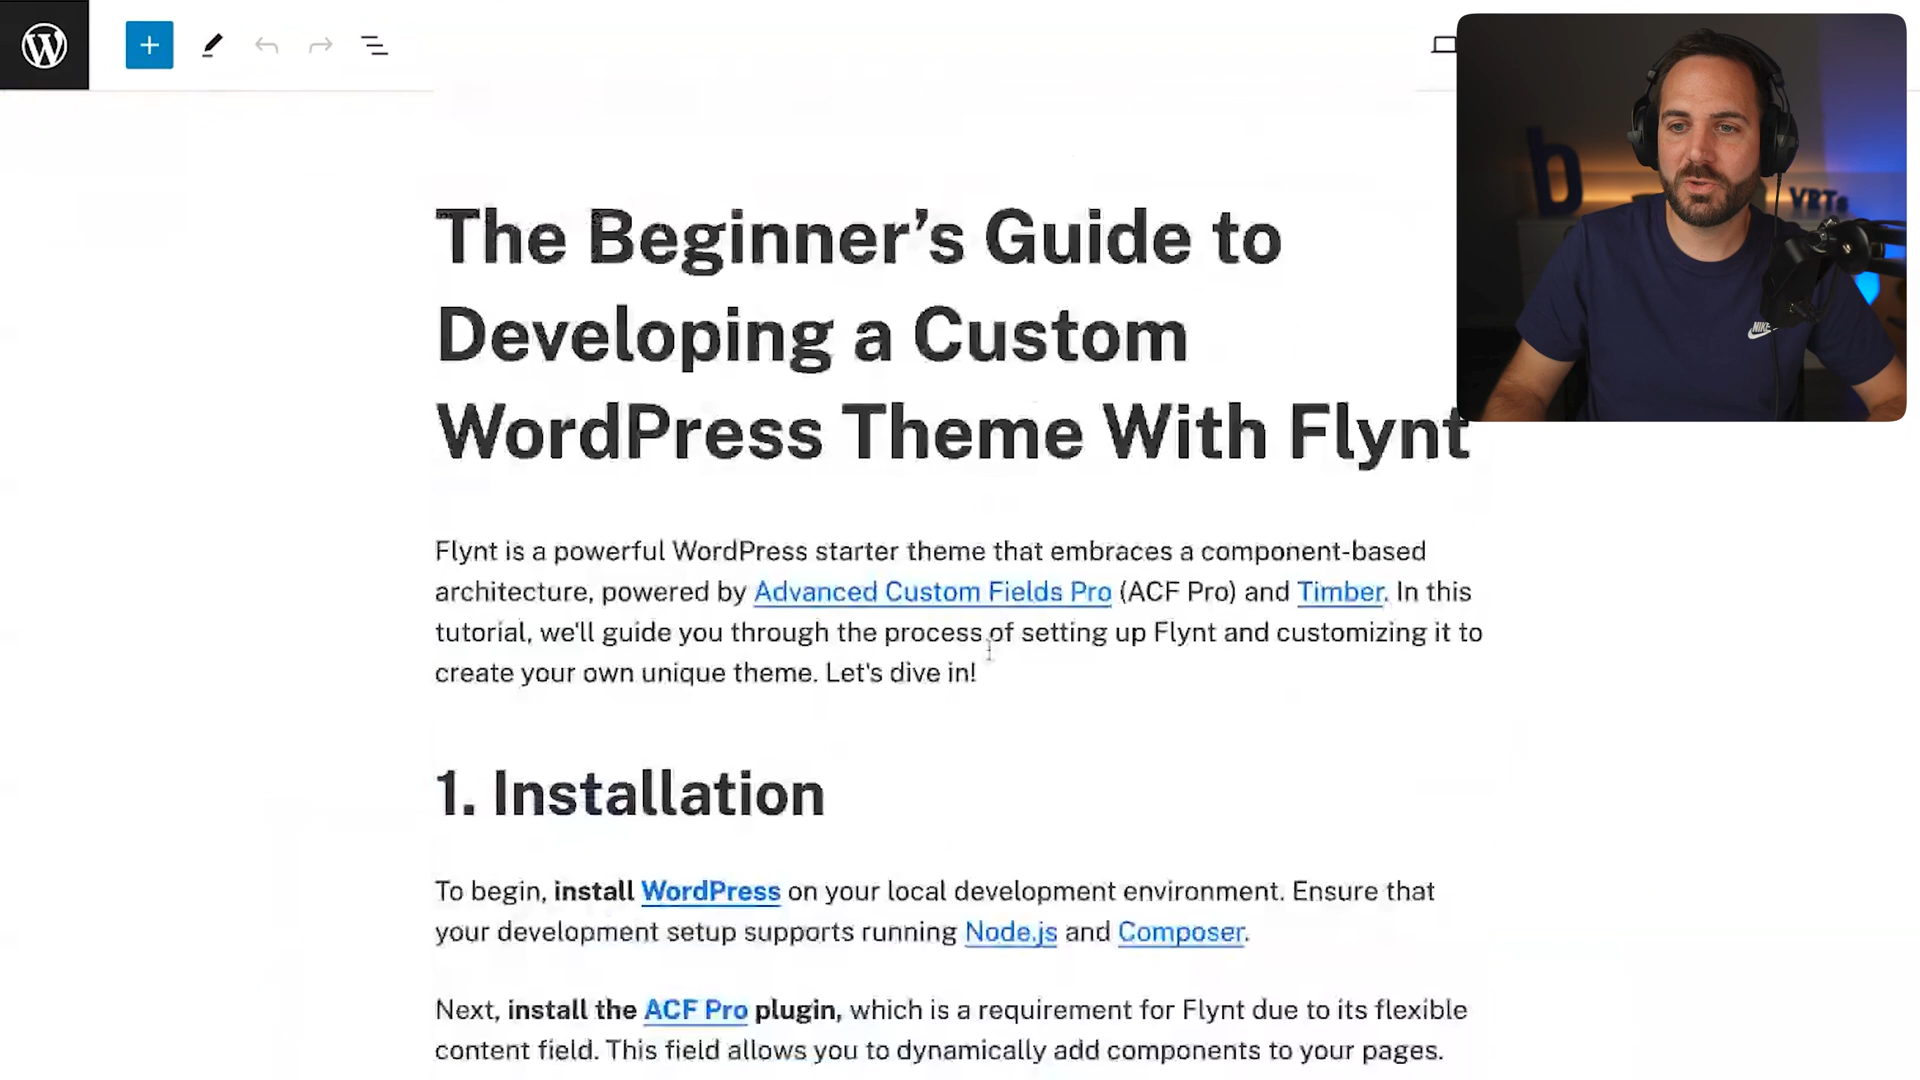 The Beginner’s Guide to
Developing a Custom
WordPress Theme With Flynt
Flynt is a powerful WordPress starter theme that embraces a component-based
architecture, powered by Advanced Custom Fields Pro (ACF Pro) and Timber. In this
tutorial, we'll guide you through the process of setting up Flynt and customizing it to
create your own unique theme. Let's dive in!
1. Installation
To begin, install WordPress on your local development environment. Ensure that
your development setup supports running Node.js and Composer.
Next, install the ACF Pro plugin, which is a requirement for Flynt due to its flexible
content field. This field allows you to dynamically add components to your pages.
b
VRTs
NIKE